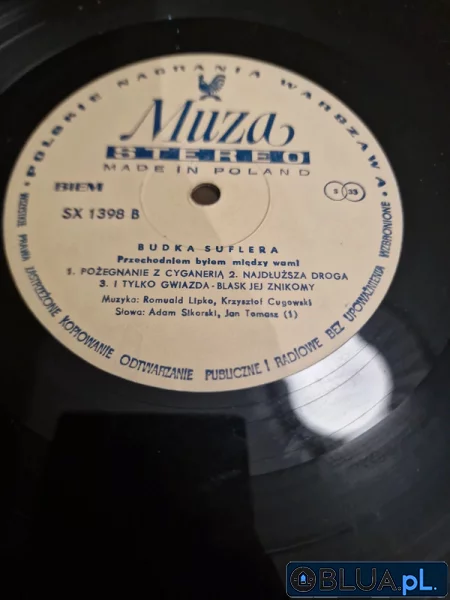 POLSKIE NAGRANIA WARSZAWA
Muza
STEREO
MADE IN POLAND
BIEM
S 33
SX 1398 B
BUDKA SUFLERA
Przechodniem byłem między wami
1. POŻEGNANIE Z CYGANERIĄ 2. NAJDŁUŻSZA DROGA
3. I TYLKO GWIAZDA - BLASK JEJ ZNIKOMY
Muzyka: Romuald Lipko, Krzysztof Cugowski
Słowa: Adam Sikorski, Jan Tomasz (1)
WSZELKIE PRAWA ZASTRZEŻONE KOPIOWANIE ODTWARZANIE PUBLICZNE I RADIOWE BEZ UPOWAŻNIENIA WZBRONIONE
OBLUA.pL.